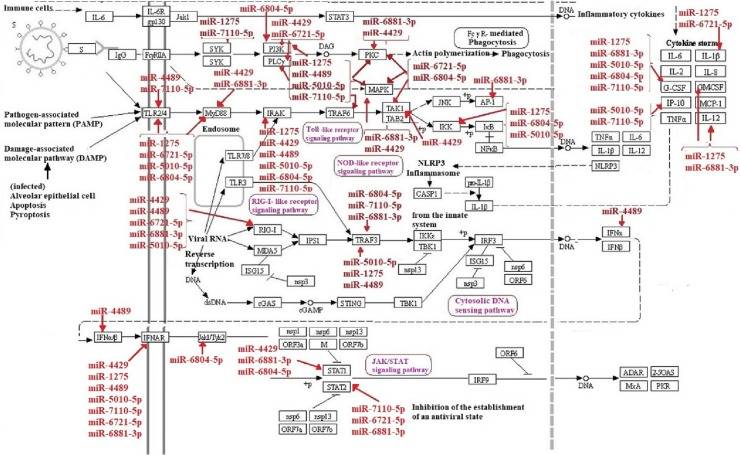 Immune cells
IL-6
IL-6R
gp130
Jak1
miR-1275
miR-7110-5p
miR-6804-5p
miR-4429
miR-6721-5p
STAT3
miR-6881-3p
miR-4429
DNA
Inflammatory cytokines
miR-1275
miR-6721-5p
S
S
IgG
FcγRIIA
SYK
SYK
PI3K
PLCγ
DAG
PKC
FcγR-mediated
Phagocytosis
Actin polymerization
Phagocytosis
miR-1275
miR-6881-3p
miR-5010-5p
miR-6804-5p
miR-7110-5p
Cytokine storm
IL-6
IL-1β
IL-2
IL-8
G-CSF
GMCSF
IP-10
MCP-1
TNFα
IL-12
miR-4489
miR-7110-5p
miR-4429
miR-6881-3p
miR-1275
miR-4489
miR-5010-5p
miR-7110-5p
MAPK
miR-6721-5p
miR-6804-5p
miR-6881-3p
miR-5010-5p
miR-7110-5p
Pathogen-associated
molecular pattern (PAMP)
TLR2/4
MyD88
IRAK
TRAF6
TAK1
TAB2
+p
JNK
AP-1
IKK
+p
IκB
NFκB
miR-1275
miR-6804-5p
miR-5010-5p
DNA
TNFα
IL-6
IL-1β
IL-12
NLRP3
miR-1275
miR-6881-3p
Damage-associated
molecular pathway (DAMP)
miR-1275
miR-6721-5p
miR-5010-5p
miR-6804-5p
Endosome
TLR7/8
TLR3
miR-1275
miR-4429
miR-4489
miR-5010-5p
miR-6804-5p
miR-7110-5p
Toll-like receptor
signaling pathway
miR-6881-3p
miR-4429
miR-4429
NOD-like receptor
signaling pathway
NLRP3
Inflammasome
CASP1
pro-IL-1β
IL-1β
(infected)
Alveolar epithelial cell
Apoptosis
Pyroptosis
miR-4429
miR-4489
miR-6721-5p
miR-6881-3p
miR-5010-5p
RIG-I- like receptor
signaling pathway
miR-6804-5p
miR-7110-5p
miR-6881-3p
from the innate
system
miR-4489
Viral RNA
RIG-I
MDA5
IPS1
TRAF3
IKKε
TBK1
+p
IRF3
DNA
IFNα
IFNβ
Reverse
transcription
ISG15
nsp3
miR-5010-5p
miR-1275
miR-4489
nsp13
ISG15
nsp3
nsp6
ORF6
DNA
dsDNA
cGAS
cGAMP
STING
TBK1
Cytosolic DNA
sensing pathway
miR-4489
IFNα/β
IFNAR
Jak1/Tyk2
miR-4429
miR-1275
miR-4489
miR-5010-5p
miR-7110-5p
miR-6721-5p
miR-6881-3p
miR-6804-5p
nsp1
nsp6
nsp13
ORF3a
M
ORF7b
miR-4429
miR-6881-3p
miR-6804-5p
+p
STAT1
STAT2
JAK/STAT
signaling pathway
ORF6
IRF9
DNA
ADAR
2-5OAS
MxA
PKR
nsp6
nsp13
ORF7a
ORF7b
miR-7110-5p
miR-6721-5p
miR-6881-3p
Inhibition of the establishment
of an antiviral state